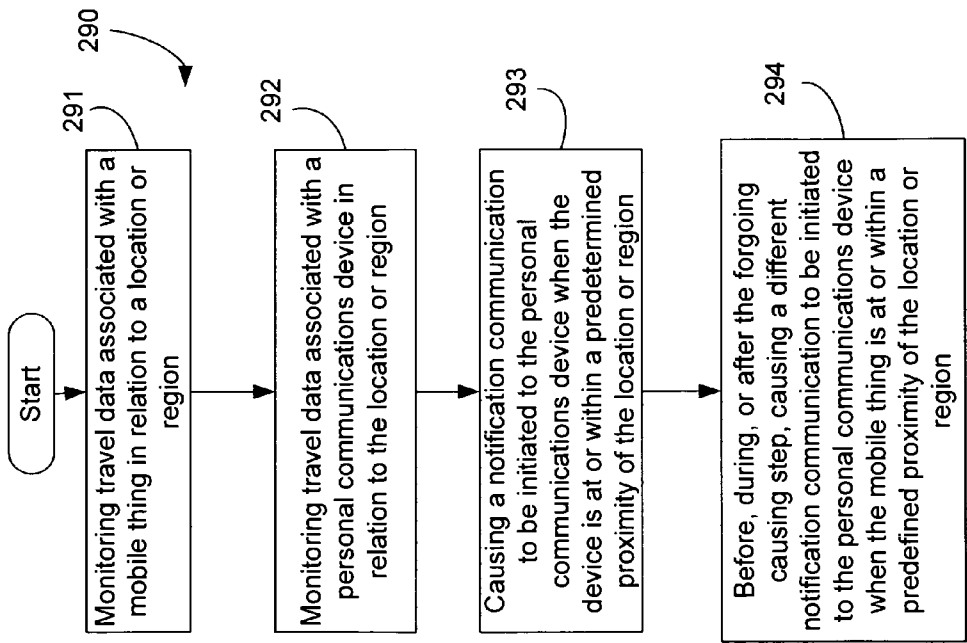 290
Start
291
Monitoring travel data associated with a
mobile thing in relation to a location or
region
292
Monitoring travel data associated with a
personal communications device in
relation to the location or region
293
Causing a notification communication
to be initiated to the personal
communications device when the
device is at or within a predetermined
proximity of the location or region
294
Before, during, or after the forgoing
causing step, causing a different
notification communication to be initiated
to the personal communications device
when the mobile thing is at or within a
predefined proximity of the location or
region